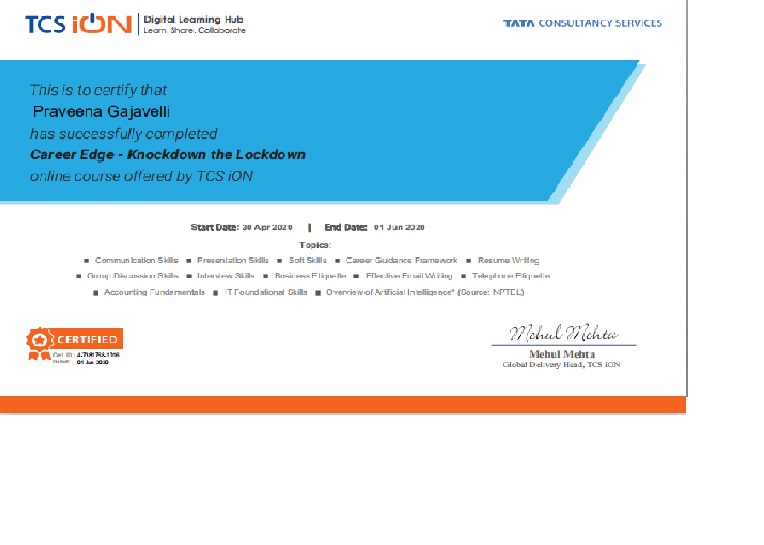 TCS iON Digital Learning Hub
Learn. Share. Collaborate
TATA CONSULTANCY SERVICES
This is to certify that
Praveena Gajavelli
has successfully completed
Career Edge - Knockdown the Lockdown
online course offered by TCS iON
Start Date: 30 Apr 2020 | End Date: 01 Jun 2020
Topics:
■ Communication Skills ■ Presentation Skills ■ Soft Skills ■ Career Guidance Framework ■ Resume Writing
■ Group Discussion Skills ■ Interview Skills ■ Business Etiquette ■ Effective Email Writing ■ Telephone Etiquette
■ Accounting Fundamentals ■ IT Foundational Skills ■ Overview of Artificial Intelligence* (Source: NPTEL)
CERTIFIED
Cert. ID :
01 Jun 2020
Mehul Mehta
Mehul Mehta
Global Delivery Head, TCS iON